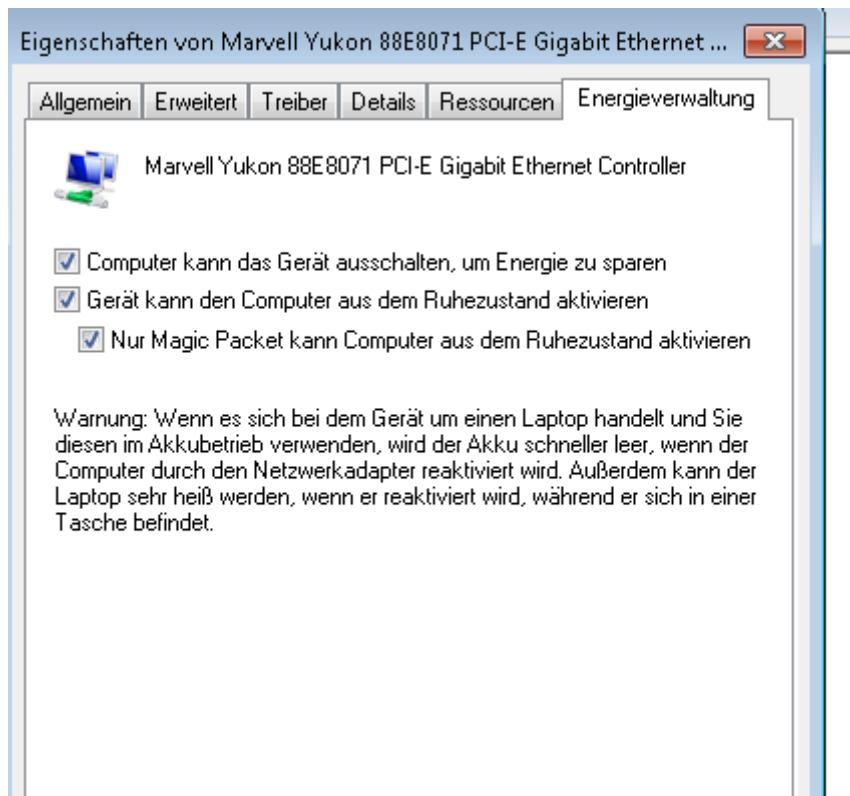 Eigenschaften von Marvell Yukon 88E8071 PCI-E Gigabit Ethernet ...
Allgemein Erweitert Treiber Details Ressourcen Energieverwaltung
Marvell Yukon 88E8071 PCI-E Gigabit Ethernet Controller
Computer kann das Gerät ausschalten, um Energie zu sparen
Gerät kann den Computer aus dem Ruhezustand aktivieren
Nur Magic Packet kann Computer aus dem Ruhezustand aktivieren
Warnung: Wenn es sich bei dem Gerät um einen Laptop handelt und Sie
diesen im Akkubetrieb verwenden, wird der Akku schneller leer, wenn der
Computer durch den Netzwerkadapter reaktiviert wird. Außerdem kann der
Laptop sehr heiß werden, wenn er reaktiviert wird, während er sich in einer
Tasche befindet.